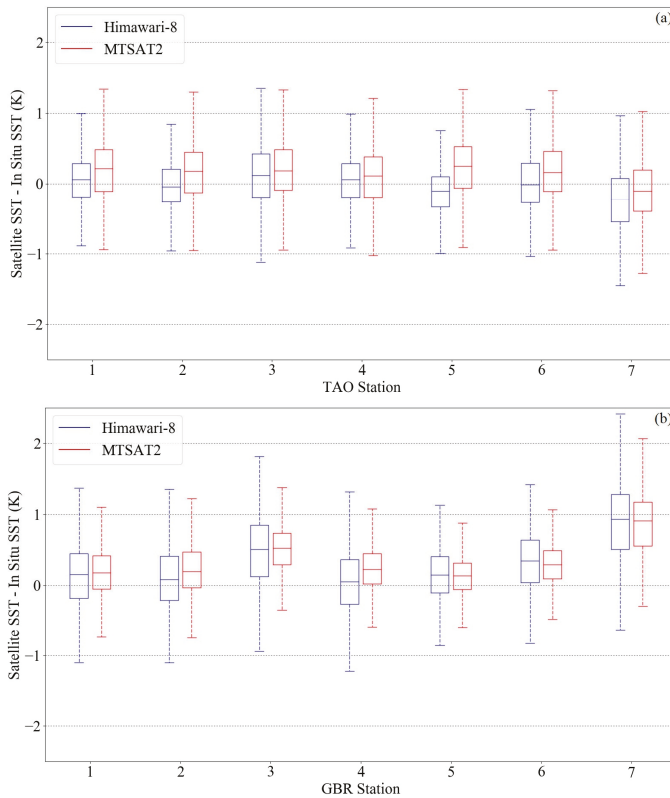 (a)
Himawari-8
MTSAT2
2
1
0
−1
−2
Satellite SST - In Situ SST (K)
1 2 3 4 5 6 7
TAO Station
(b)
Himawari-8
MTSAT2
2
1
0
−1
−2
Satellite SST - In Situ SST (K)
1 2 3 4 5 6 7
GBR Station